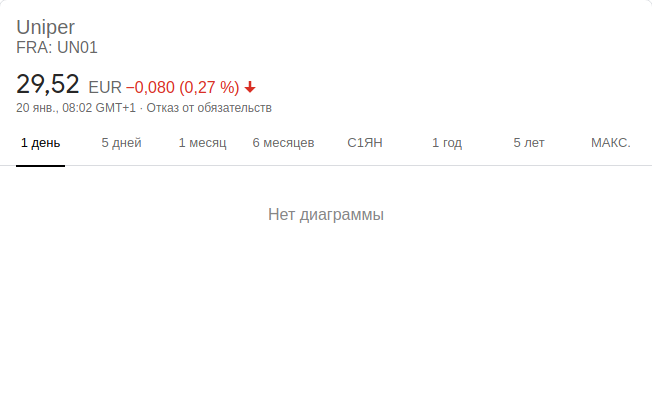 Uniper
FRA: UN01
29,52 EUR −0,080 (0,27 %)
20 янв., 08:02 GMT+1 · Отказ от обязательств
1 день 5 дней 1 месяц 6 месяцев С1ЯН 1 год 5 лет МАКС.
Нет диаграммы